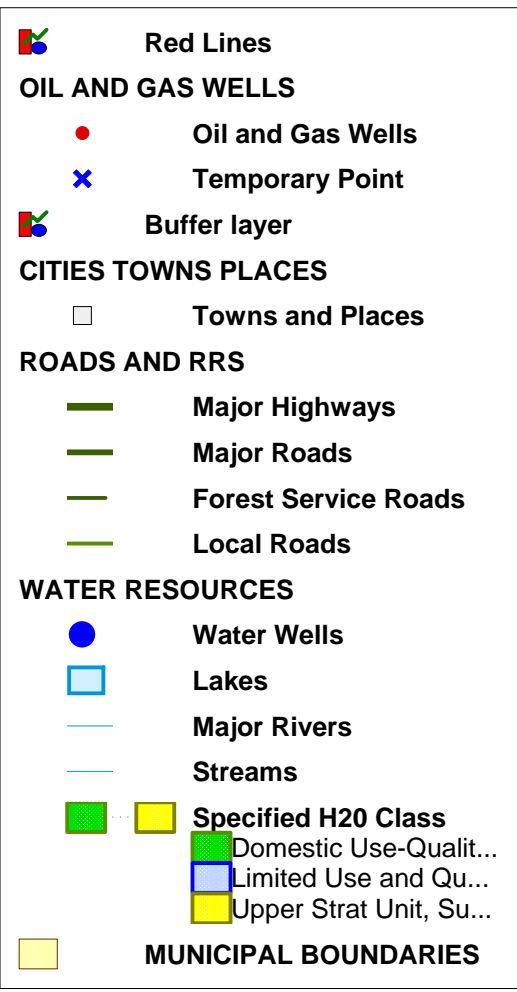 Red Lines
OIL AND GAS WELLS
Oil and Gas Wells
Temporary Point
Buffer layer
CITIES TOWNS PLACES
Towns and Places
ROADS AND RRS
Major Highways
Major Roads
Forest Service Roads
Local Roads
WATER RESOURCES
Water Wells
Lakes
Major Rivers
Streams
Specified H20 Class
Domestic Use-Qualit...
Limited Use and Qu...
Upper Strat Unit, Su...
MUNICIPAL BOUNDARIES